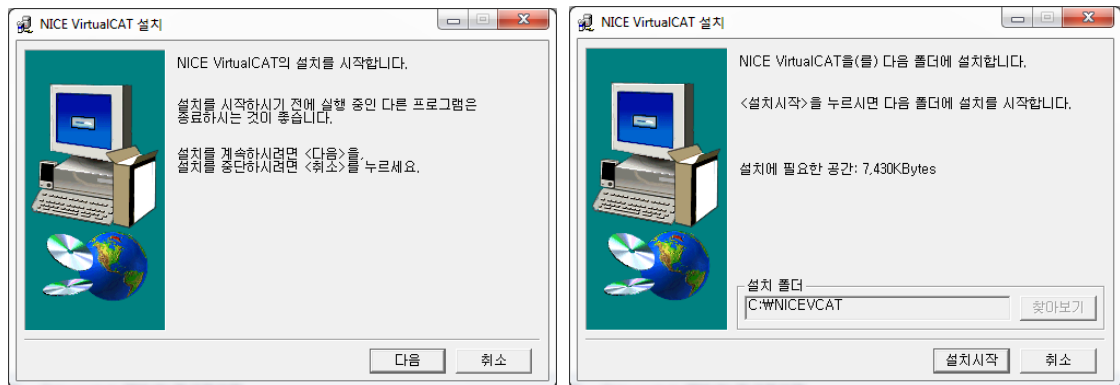 NICE VirtualCAT 설치
NICE VirtualCAT의 설치를 시작합니다.
설치를 시작하시기 전에 실행 중인 다른 프로그램은
종료하시는 것이 좋습니다.
설치를 계속하시려면 <다음>을,
설치를 중단하시려면 <취소>를 누르세요.
다음
취소
NICE VirtualCAT 설치
NICE VirtualCAT을(를) 다음 폴더에 설치합니다.
<설치시작>을 누르시면 다음 폴더에 설치를 시작합니다.
설치에 필요한 공간: 7,430KBytes
설치 폴더
C:₩NICEVCAT
찾아보기
설치시작
취소